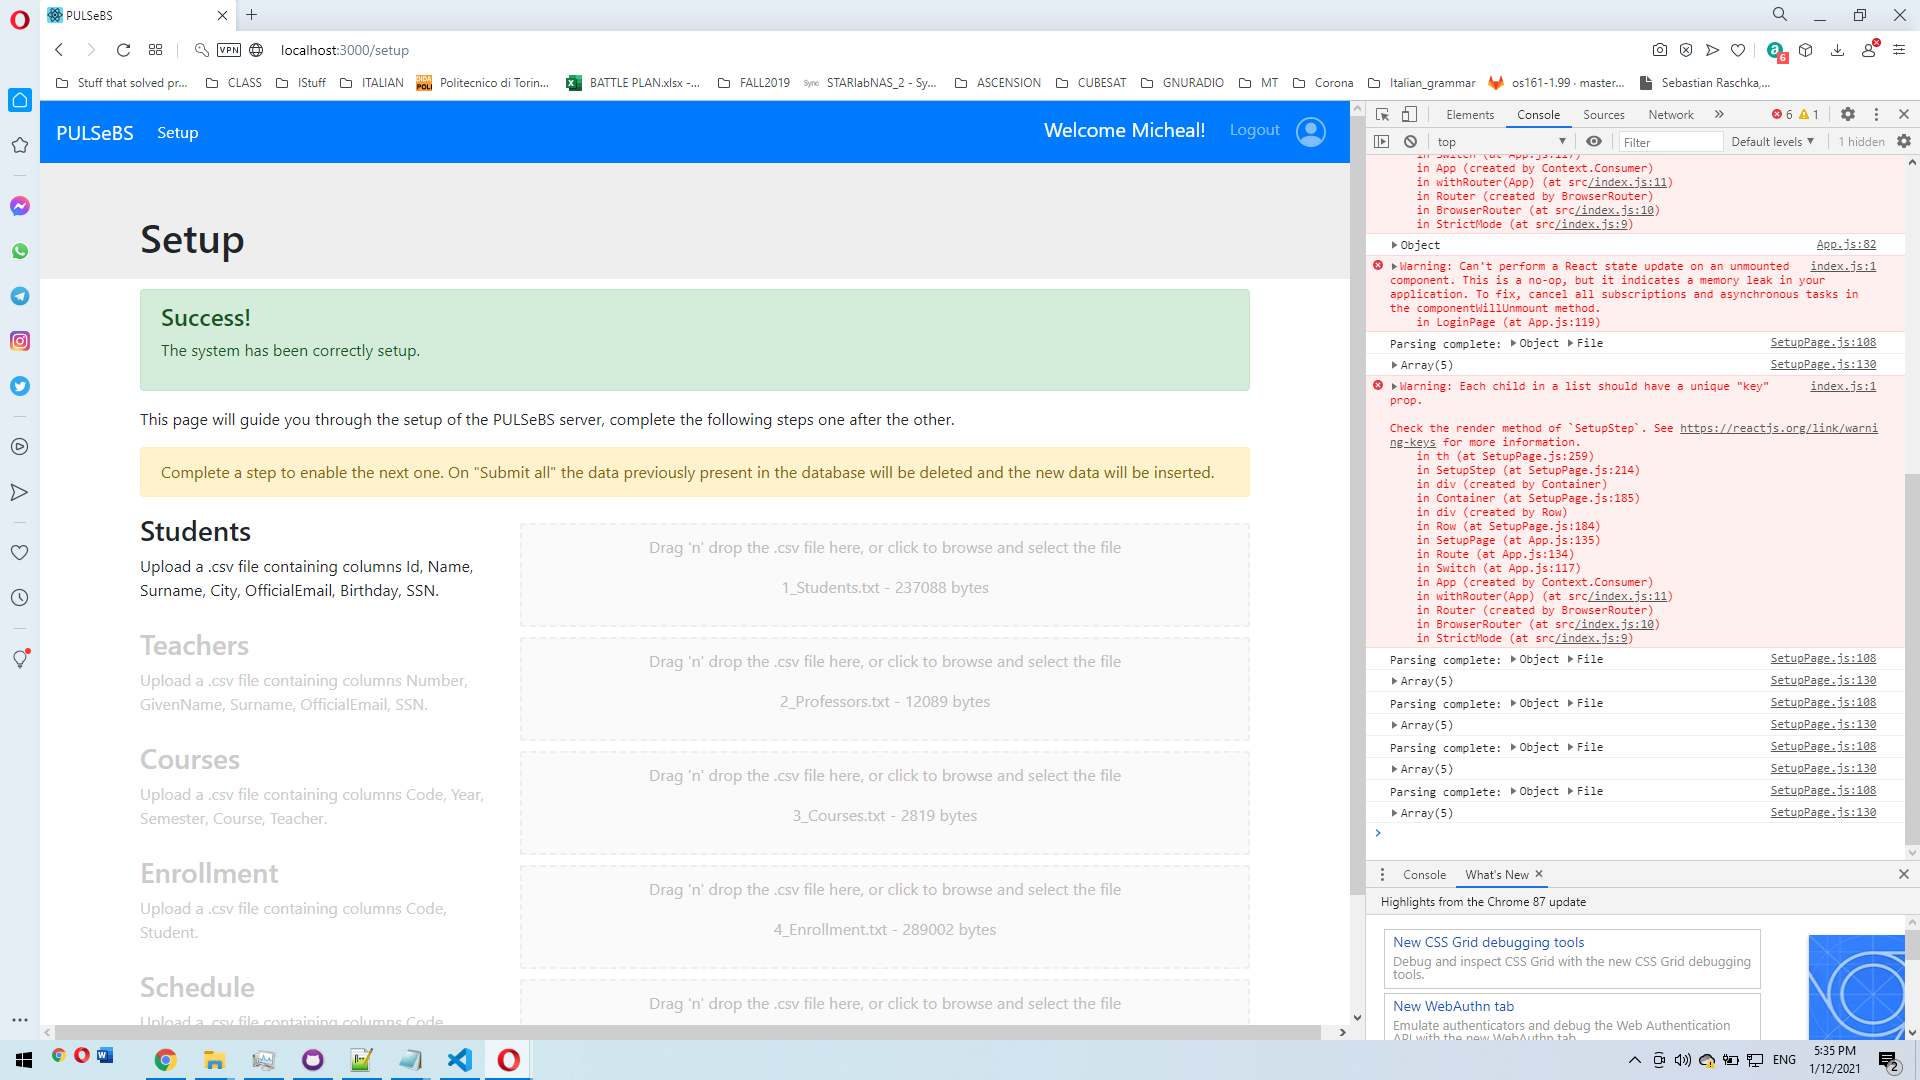 PULSeBS
VPN
localhost:3000/setup
6
Stuff that solved pr...
CLASS
IStuff
ITALIAN
DIDA POLI
Politecnico di Torin...
BATTLE PLAN.xlsx -...
FALL2019
Sync
STARlabNAS_2 - Sy...
ASCENSION
CUBESAT
GNURADIO
MT
Corona
Italian_grammar
os161-1.99 · master...
Sebastian Raschka,...
PULSeBS
Setup
Welcome Micheal!
Logout
Setup
Success!
The system has been correctly setup.
This page will guide you through the setup of the PULSeBS server, complete the following steps one after the other.
Complete a step to enable the next one. On "Submit all" the data previously present in the database will be deleted and the new data will be inserted.
Students
Upload a .csv file containing columns Id, Name,
Surname, City, OfficialEmail, Birthday, SSN.
Drag 'n' drop the .csv file here, or click to browse and select the file
1_Students.txt - 237088 bytes
Teachers
Upload a .csv file containing columns Number,
GivenName, Surname, OfficialEmail, SSN.
Drag 'n' drop the .csv file here, or click to browse and select the file
2_Professors.txt - 12089 bytes
Courses
Upload a .csv file containing columns Code, Year,
Semester, Course, Teacher.
Drag 'n' drop the .csv file here, or click to browse and select the file
3_Courses.txt - 2819 bytes
Enrollment
Upload a .csv file containing columns Code,
Student.
Drag 'n' drop the .csv file here, or click to browse and select the file
4_Enrollment.txt - 289002 bytes
Schedule
Upload a .csv file containing columns Code
Drag 'n' drop the .csv file here, or click to browse and select the file
Elements
Console
Sources
Network
6
1
top
Filter
Default levels
1 hidden
in Switch (at App.js:117)
in App (created by Context.Consumer)
in withRouter(App) (at src/index.js:11)
in Router (created by BrowserRouter)
in BrowserRouter (at src/index.js:10)
in StrictMode (at src/index.js:9)
Object App.js:82
Warning: Can't perform a React state update on an unmounted index.js:1
component. This is a no-op, but it indicates a memory leak in your
application. To fix, cancel all subscriptions and asynchronous tasks in
the componentWillUnmount method.
in LoginPage (at App.js:119)
Parsing complete: Object File SetupPage.js:108
Array(5) SetupPage.js:130
Warning: Each child in a list should have a unique "key" index.js:1
prop.
Check the render method of `SetupStep`. See https://reactjs.org/link/warni
ng-keys for more information.
in th (at SetupPage.js:259)
in SetupStep (at SetupPage.js:214)
in div (created by Container)
in Container (at SetupPage.js:185)
in div (created by Row)
in Row (at SetupPage.js:184)
in SetupPage (at App.js:135)
in Route (at App.js:134)
in Switch (at App.js:117)
in App (created by Context.Consumer)
in withRouter(App) (at src/index.js:11)
in Router (created by BrowserRouter)
in BrowserRouter (at src/index.js:10)
in StrictMode (at src/index.js:9)
Parsing complete: Object File SetupPage.js:108
Array(5) SetupPage.js:130
Parsing complete: Object File SetupPage.js:108
Array(5) SetupPage.js:130
Parsing complete: Object File SetupPage.js:108
Array(5) SetupPage.js:130
Parsing complete: Object File SetupPage.js:108
Array(5) SetupPage.js:130
Console
What's New
Highlights from the Chrome 87 update
New CSS Grid debugging tools
Debug and inspect CSS Grid with the new CSS Grid debugging
tools.
New WebAuthn tab
Emulate authenticators and debug the Web Authentication
API with the new WebAuthn tab
ENG
5:35 PM
1/12/2021
2